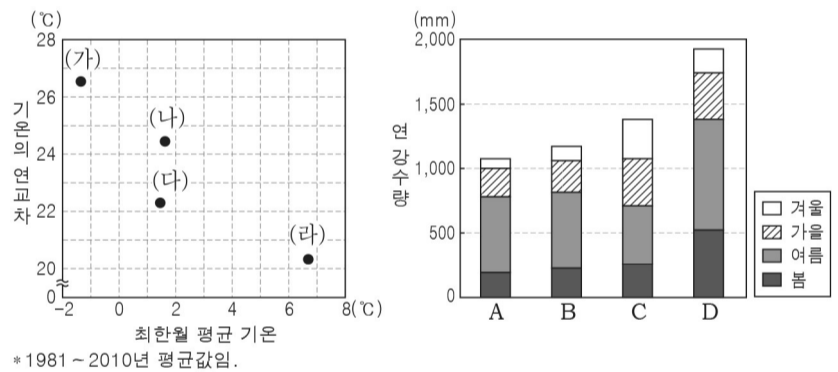 (℃)
28
26
24
22
20
0
기온의 연교차
(가)
(나)
(다)
(라)
-2 0 2 4 6 8(℃)
최한월 평균 기온
*1981~2010년 평균값임.
(mm)
2,000
1,500
1,000
500
0
연 강수량
A B C D
겨울
가을
여름
봄